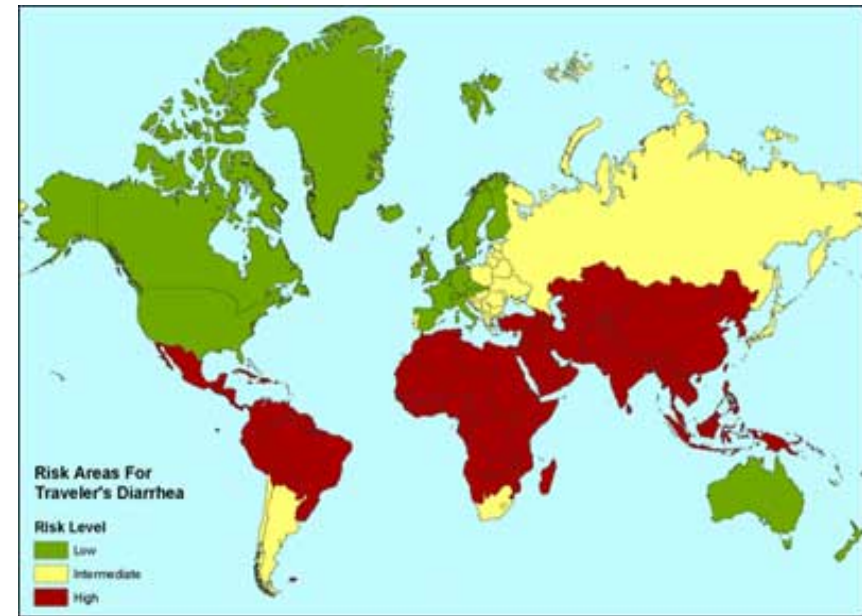 Risk Areas For
Traveler's Diarrhea
Risk Level
Low
Intermediate
High